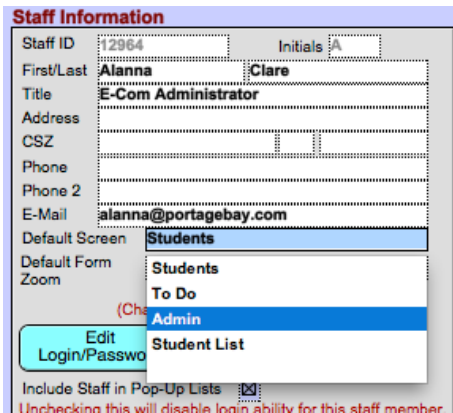 Staff Information
Staff ID 12964 Initials A
First/Last Alanna Clare
Title E-Com Administrator
Address
CSZ
Phone
Phone 2
E-Mail alanna@portagebay.com
Default Screen Students
Default Form Zoom
Students
To Do
Admin
Student List
(Cha
Edit
Login/Passwo
Include Staff in Pop-Up Lists
Unchecking this will disable login ability for this staff member.